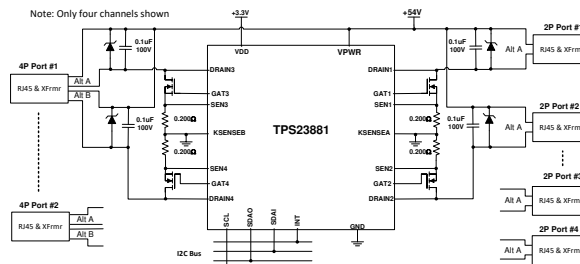 Note: Only four channels shown
+3.3V
+54V
4P Port #1
RJ45 & XFrmr
Alt A
Alt B
0.1uF
100V
0.1uF
100V
VDD
VPWR
DRAIN3
GAT3
SEN3
0.200Ω
KSENSEB
0.200Ω
SEN4
GAT4
DRAIN4
TPS23881
DRAIN1
GAT1
SEN1
0.200Ω
KSENSEA
0.200Ω
SEN2
GAT2
DRAIN2
SCL
SDAO
SDAI
INT
GND
I2C Bus
0.1uF
100V
0.1uF
100V
2P Port #1
Alt A
RJ45 & XFrmr
2P Port #2
Alt A
RJ45 & XFrmr
2P Port #3
Alt A
RJ45 & XFrmr
2P Port #4
Alt A
RJ45 & XFrmr
4P Port #2
RJ45 & XFrmr
Alt A
Alt B